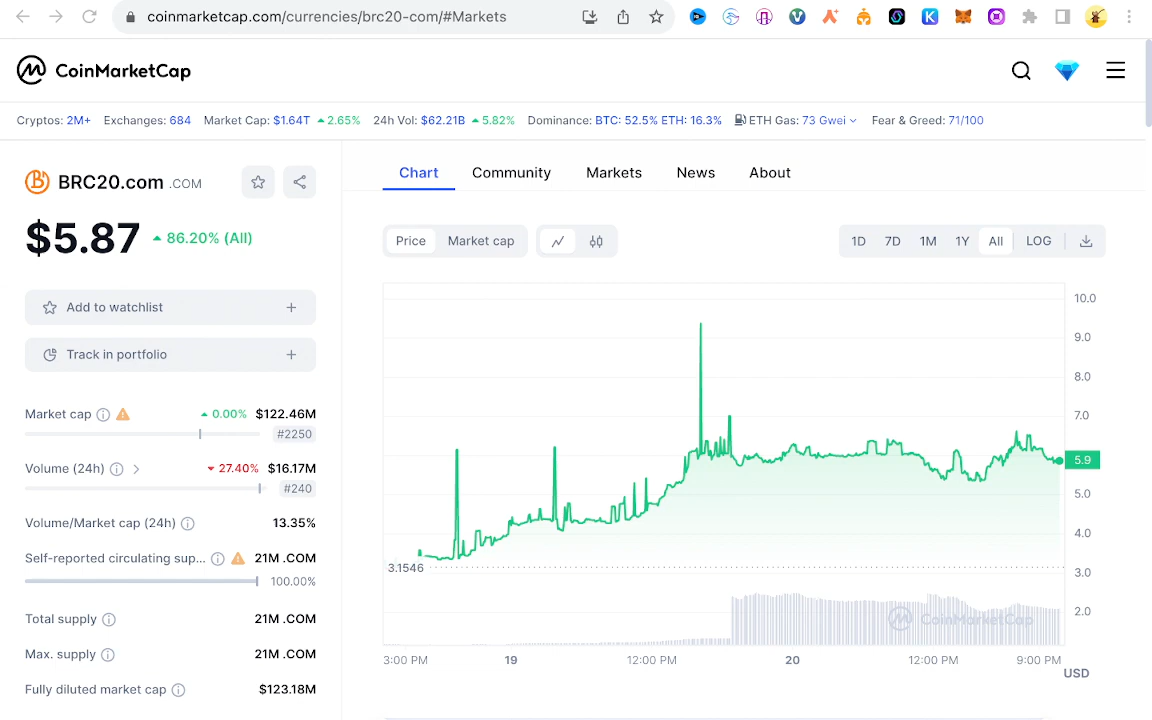 coinmarketcap.com/currencies/brc20-com/#Markets
CoinMarketCap
Cryptos: 2M+ Exchanges: 684 Market Cap: $1.64T 2.65% 24h Vol: $62.21B 5.82% Dominance: BTC: 52.5% ETH: 16.3% ETH Gas: 73 Gwei Fear & Greed: 71/100
BRC20.com .COM
$5.87 86.20% (All)
Add to watchlist +
Track in portfolio +
Market cap 0.00% $122.46M
#2250
Volume (24h) 27.40% $16.17M
#240
Volume/Market cap (24h) 13.35%
Self-reported circulating sup... 21M .COM
100.00%
Total supply 21M .COM
Max. supply 21M .COM
Fully diluted market cap $123.18M
Chart Community Markets News About
Price Market cap
1D 7D 1M 1Y All LOG
10.0
9.0
8.0
7.0
5.9
5.0
4.0
3.1546
3.0
2.0
CoinMarketCap
3:00 PM 19 12:00 PM 20 12:00 PM 9:00 PM
USD